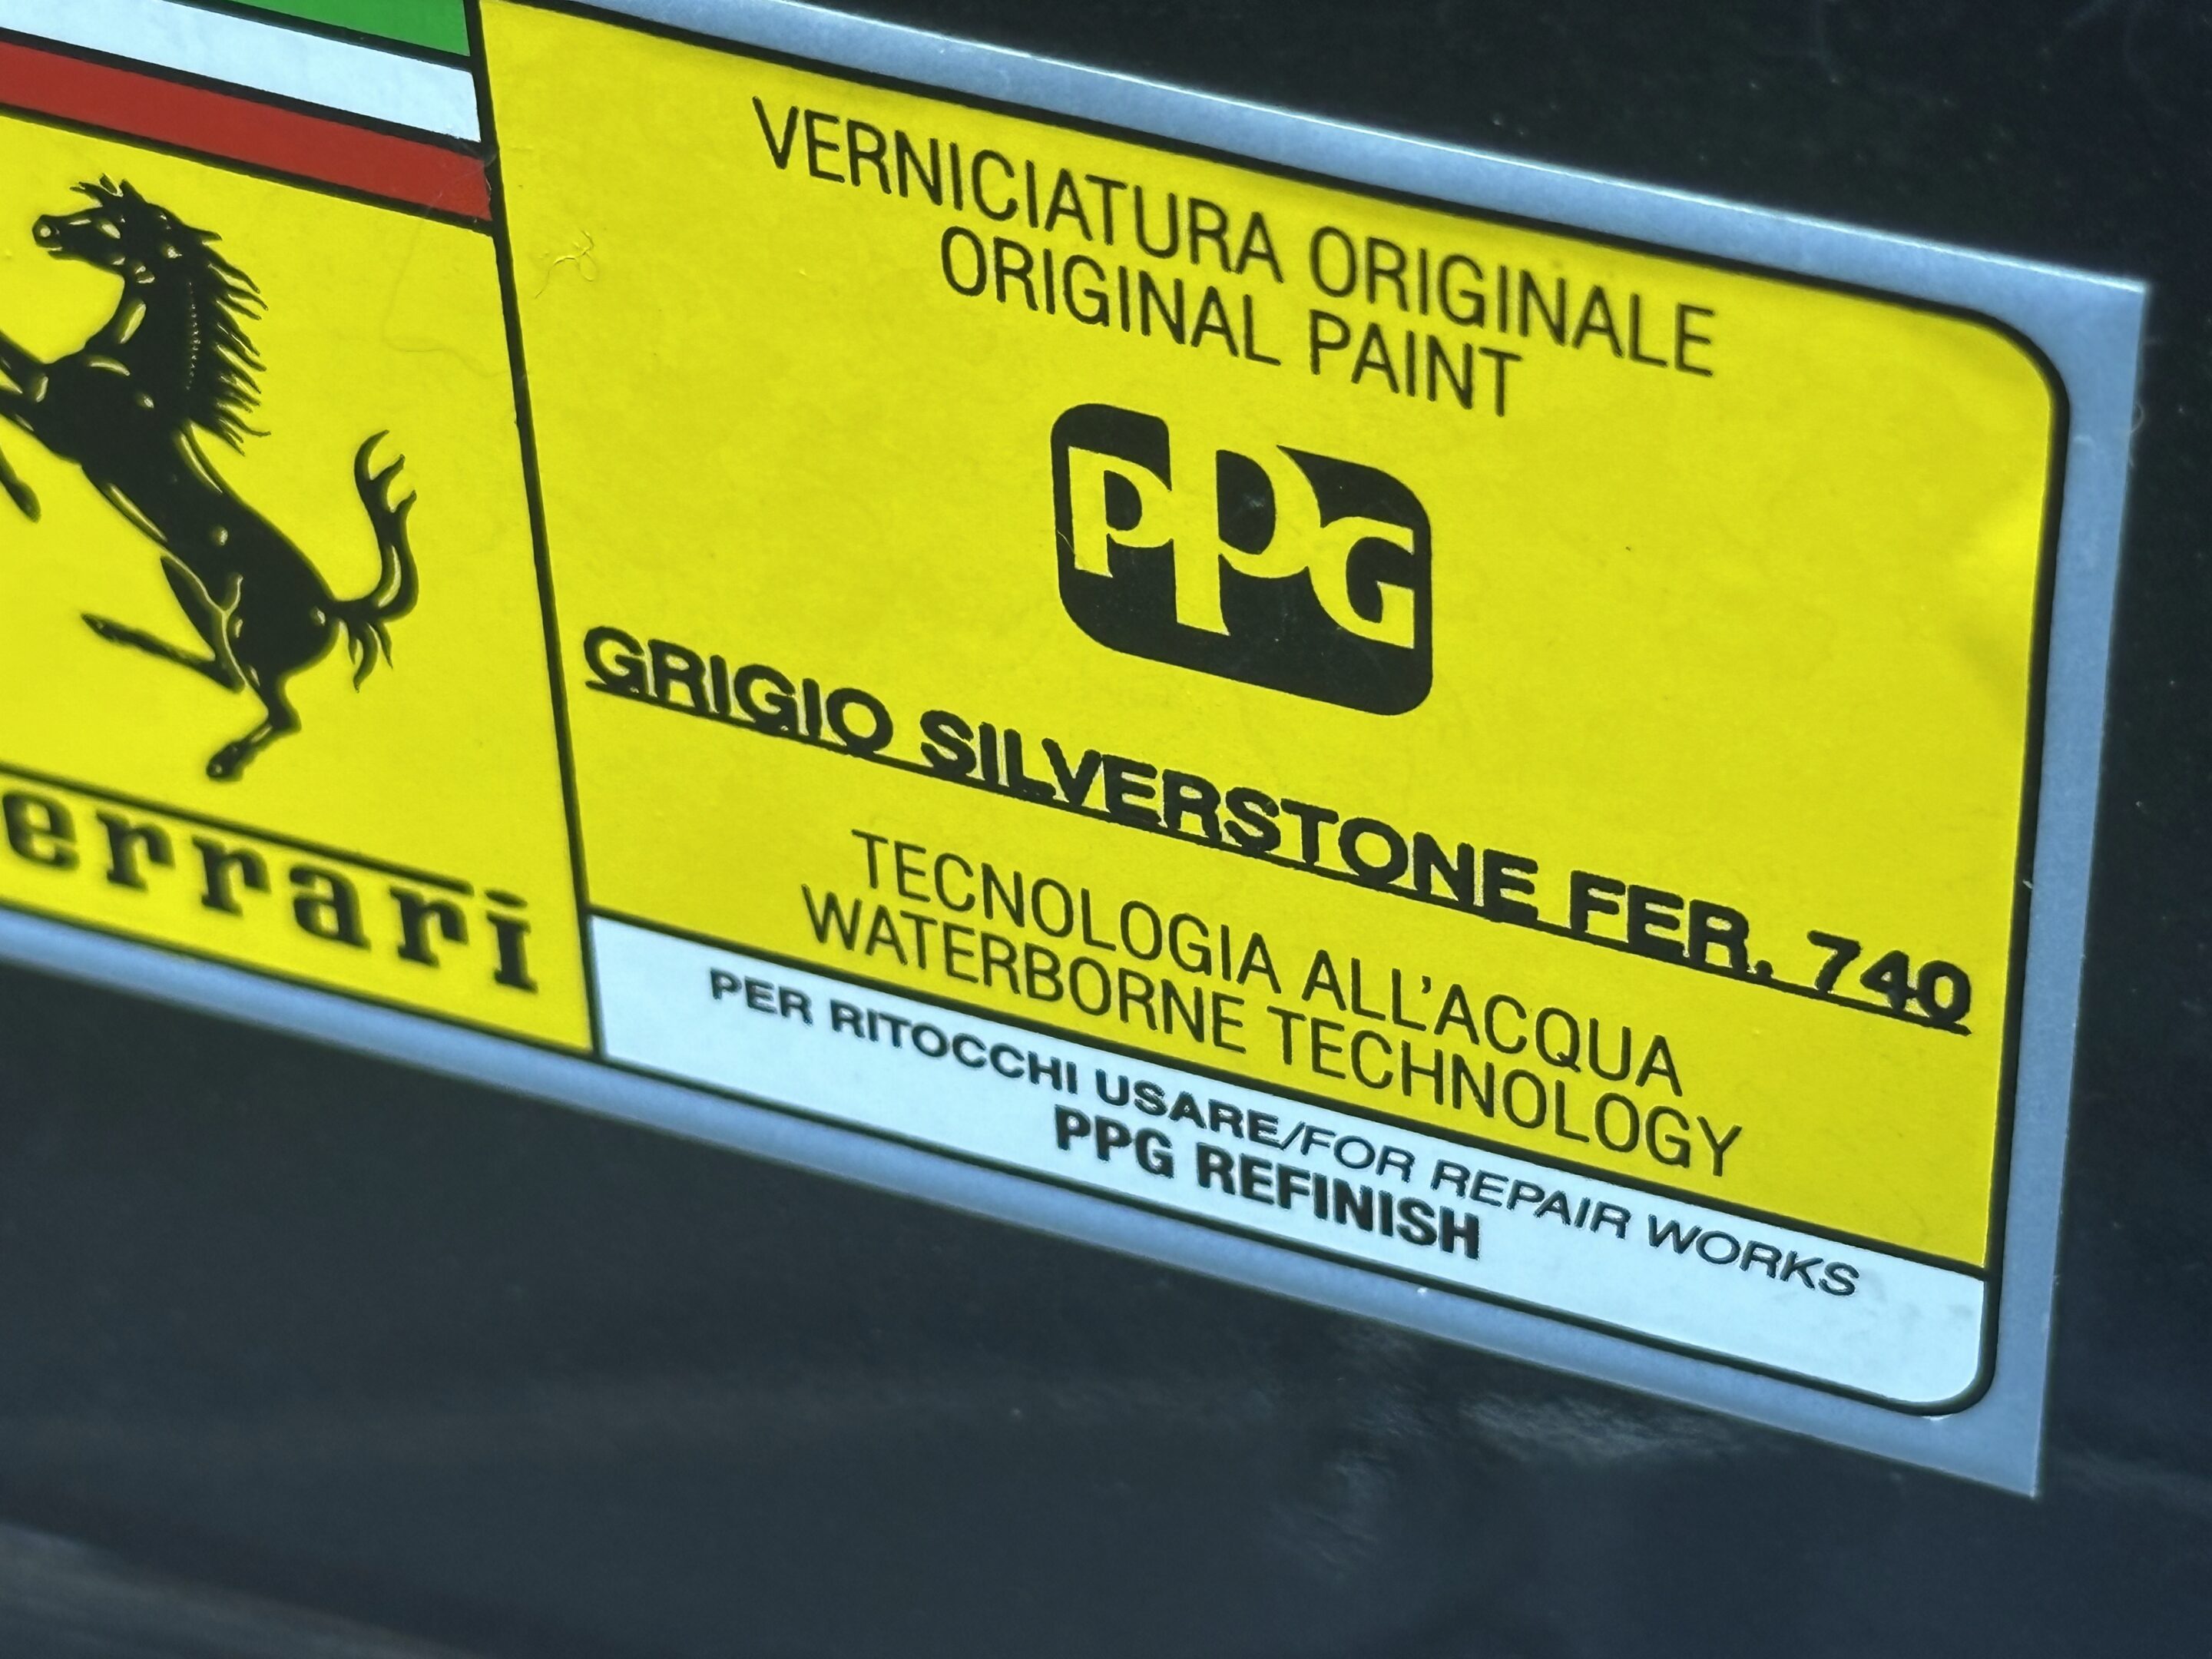 VERNICIATURA ORIGINALE
ORIGINAL PAINT
PPG
GRIGIO SILVERSTONE FER. 740
TECNOLOGIA ALL'ACQUA
WATERBORNE TECHNOLOGY
PER RITOCCHI USARE/FOR REPAIR WORKS
PPG REFINISH
errari